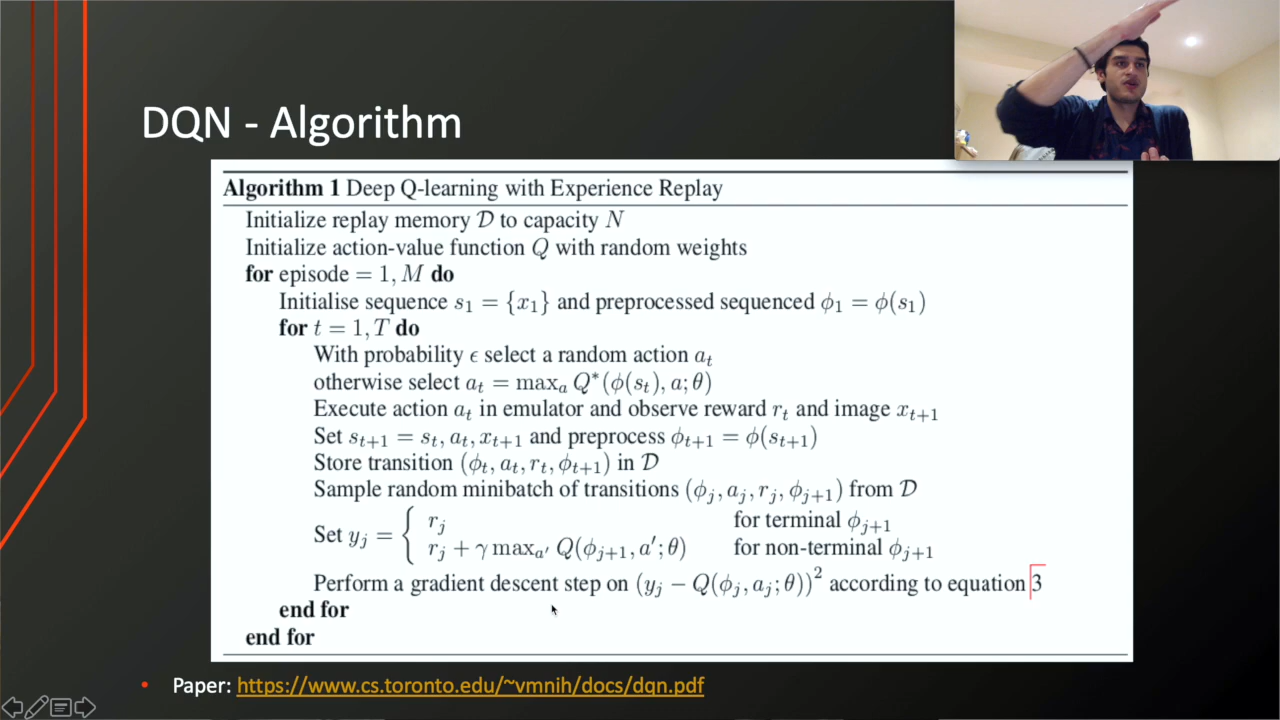 DQN - Algorithm
Algorithm 1 Deep Q-learning with Experience Replay
Initialize replay memory 𝒟 to capacity N
Initialize action-value function Q with random weights
for episode = 1, M do
Initialise sequence s₁ = {x₁} and preprocessed sequenced ϕ₁ = ϕ(s₁)
for t = 1, T do
With probability ϵ select a random action aₜ
otherwise select aₜ = maxₐ Q*(ϕ(sₜ), a; θ)
Execute action aₜ in emulator and observe reward rₜ and image xₜ₊₁
Set sₜ₊₁ = sₜ, aₜ, xₜ₊₁ and preprocess ϕₜ₊₁ = ϕ(sₜ₊₁)
Store transition (ϕₜ, aₜ, rₜ, ϕₜ₊₁) in 𝒟
Sample random minibatch of transitions (ϕⱼ, aⱼ, rⱼ, ϕⱼ₊₁) from 𝒟
Set yⱼ = { rⱼ for terminal ϕⱼ₊₁
rⱼ + γ maxₐ′ Q(ϕⱼ₊₁, a′; θ) for non-terminal ϕⱼ₊₁
Perform a gradient descent step on (yⱼ − Q(ϕⱼ, aⱼ; θ))² according to equation 3
end for
end for
• Paper: https://www.cs.toronto.edu/~vmnih/docs/dqn.pdf